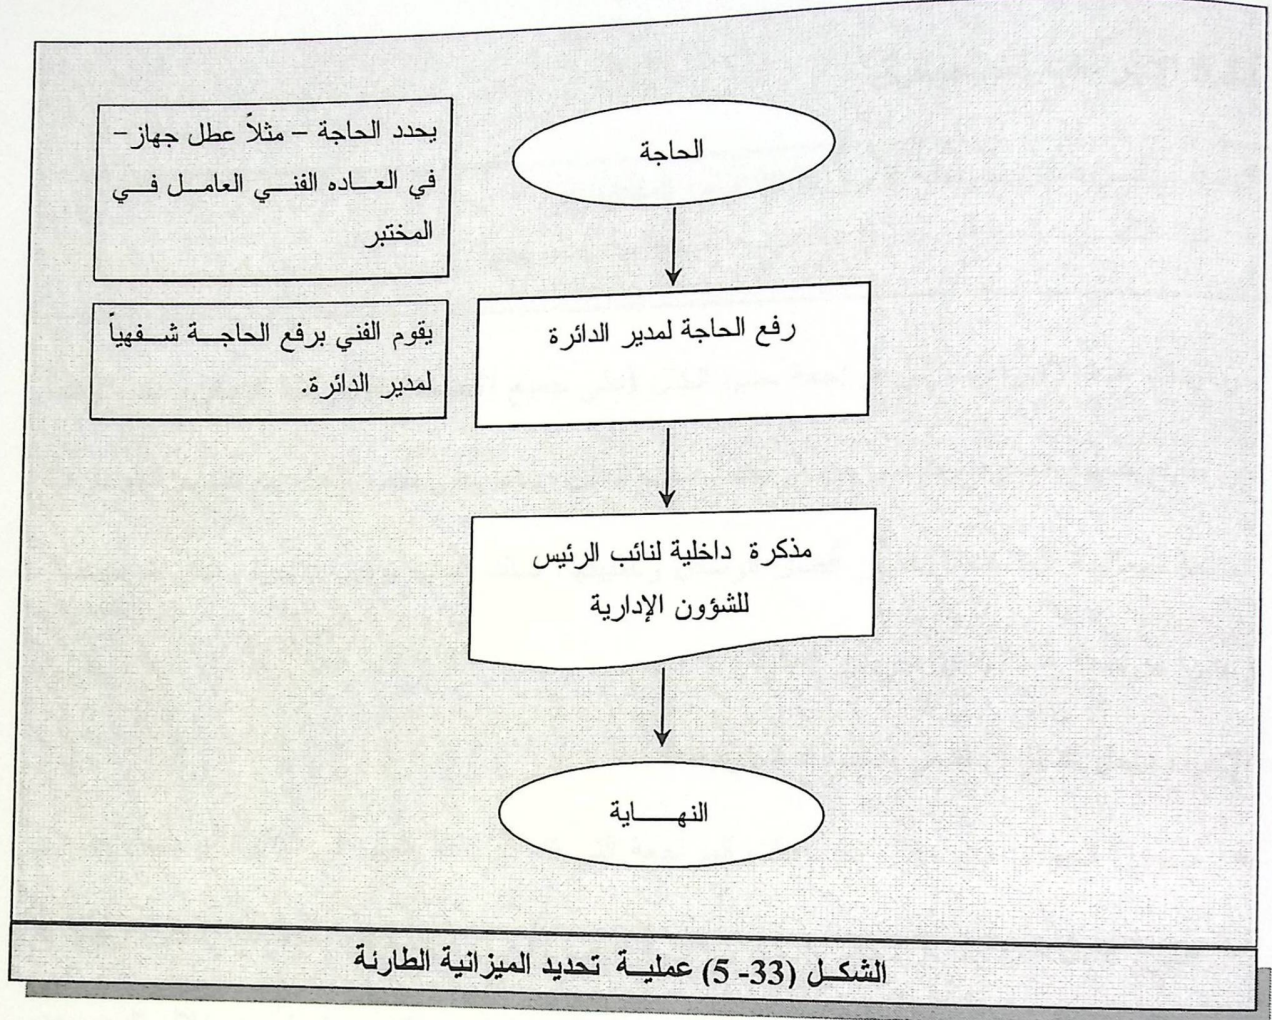 الحاجة
يحدد الحاجة – مثلاً عطل جهاز–
في العاده الفني العامل في
المختبر
رفع الحاجة لمدير الدائرة
يقوم الفني برفع الحاجة شفهياً
لمدير الدائرة.
مذكرة داخلية لنائب الرئيس
للشؤون الإدارية
النهاية
الشكل (33- 5) عملية تحديد الميزانية الطارئة